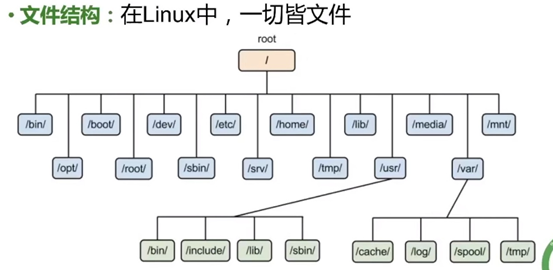 • 文件结构：在Linux中，一切皆文件
root
/
/bin/ /boot/ /dev/ /etc/ /home/ /lib/ /media/ /mnt/
/opt/ /root/ /sbin/ /srv/ /tmp/ /usr/ /var/
/bin/ /include/ /lib/ /sbin/ /cache/ /log/ /spool/ /tmp/